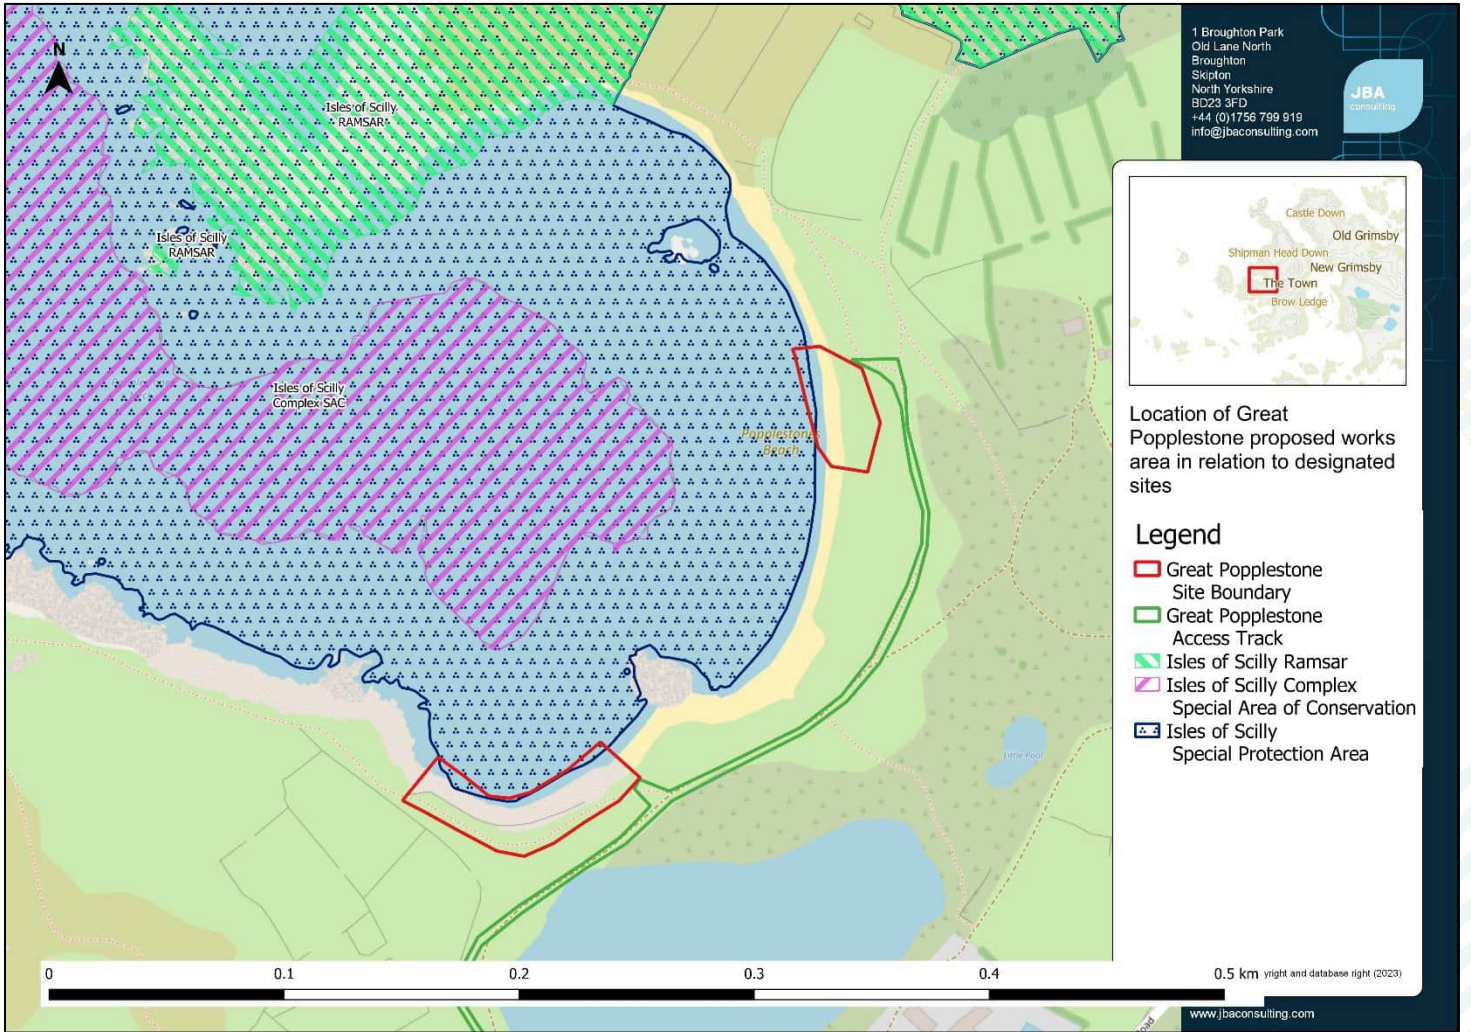 N
Isles of Scilly
RAMSAR
Isles of Scilly
RAMSAR
Isles of Scilly
Complex SAC
Popplestones
Beach
Little Pool
Road
0
0.1
0.2
0.3
0.4
0.5 km
1 Broughton Park
Old Lane North
Broughton
Skipton
North Yorkshire
BD23 3FD
+44 (0)1756 799 919
info@jbaconsulting.com
JBA
consulting
Castle Down
Old Grimsby
Shipman Head Down
New Grimsby
The Town
Brow Ledge
Location of Great
Popplestone proposed works
area in relation to designated
sites
Legend
Great Popplestone
Site Boundary
Great Popplestone
Access Track
Isles of Scilly Ramsar
Isles of Scilly Complex
Special Area of Conservation
Isles of Scilly
Special Protection Area
yright and database right (2023)
www.jbaconsulting.com